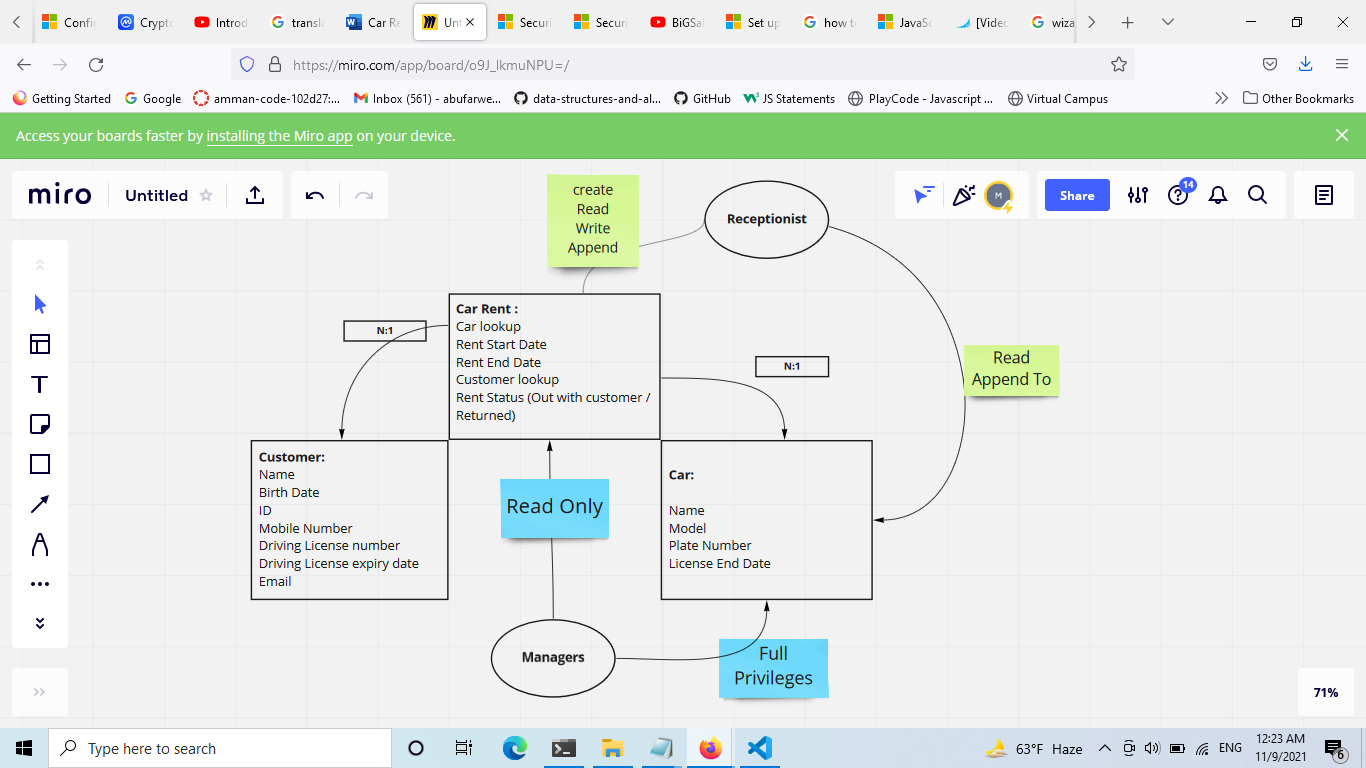 Config
Crypto
Introd
transla
Car Re
Unt
Securi
Securi
BiGSal
Set up
how to
JavaSc
[Video
wiza
https://miro.com/app/board/o9J_lkmuNPU=/
Getting Started
Google
amman-code-102d27:...
Inbox (561) - abufarwe...
data-structures-and-al...
GitHub
JS Statements
PlayCode - Javascript ...
Virtual Campus
Other Bookmarks
Access your boards faster by installing the Miro app on your device.
miro
Untitled
M
Share
14
create
Read
Write
Append
Receptionist
N:1
Car Rent :
Car lookup
Rent Start Date
Rent End Date
Customer lookup
Rent Status (Out with customer /
Returned)
N:1
Read
Append To
Customer:
Name
Birth Date
ID
Mobile Number
Driving License number
Driving License expiry date
Email
Read Only
Car:
Name
Model
Plate Number
License End Date
Managers
Full
Privileges
71%
Type here to search
63°F Haze
ENG
12:23 AM
11/9/2021
6